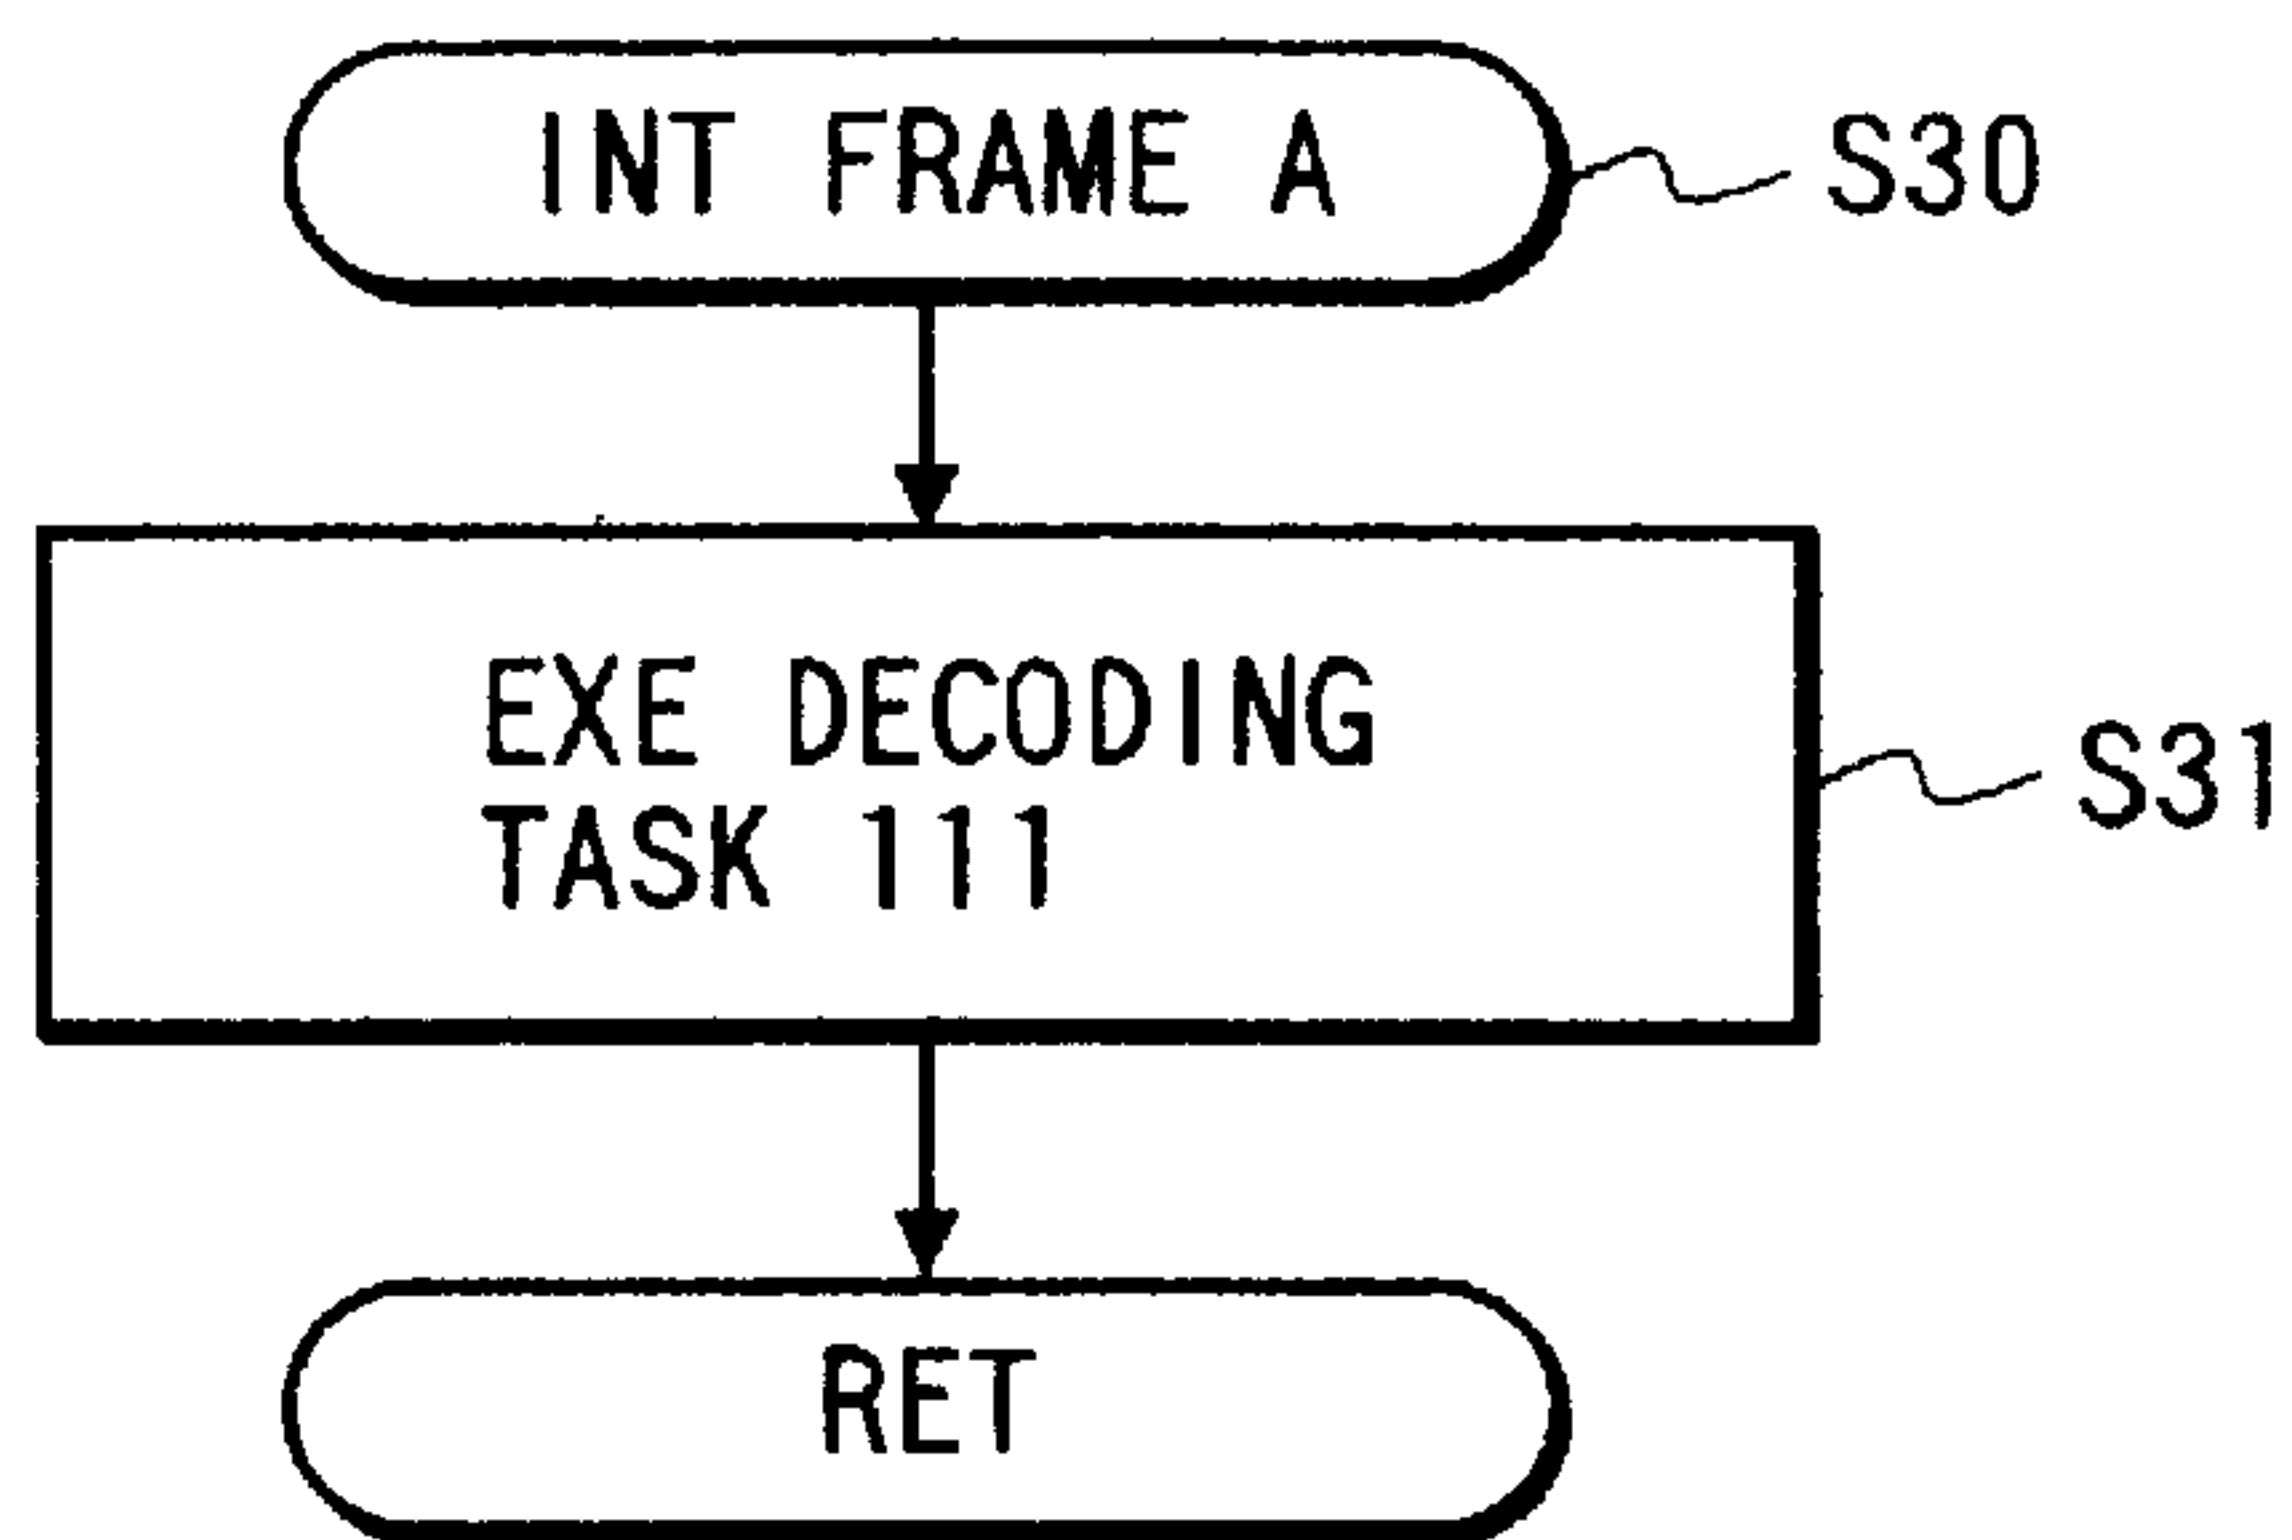 INT FRAME A
S30
EXE DECODING
TASK 111
S31
RET